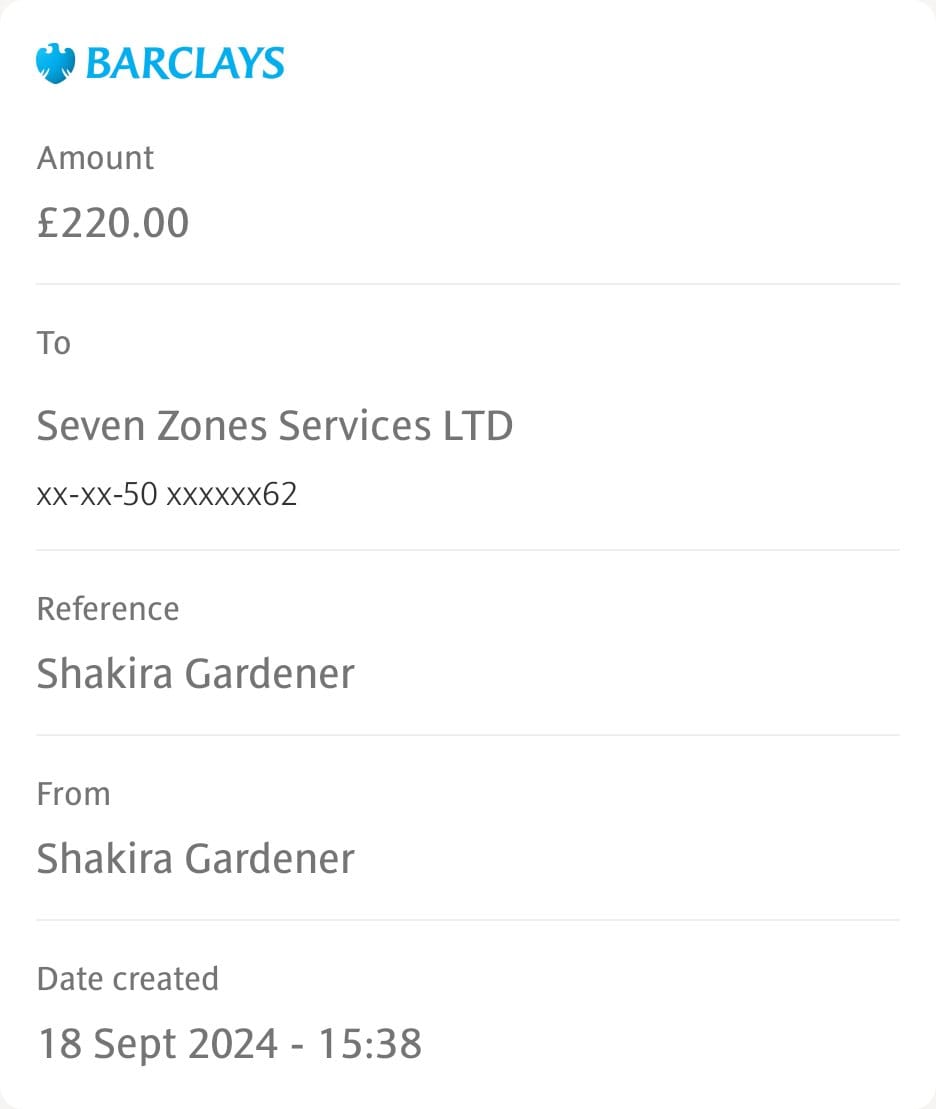 BARCLAYS
Amount
£220.00
To
Seven Zones Services LTD
xx-xx-50 xxxxxx62
Reference
Shakira Gardener
From
Shakira Gardener
Date created
18 Sept 2024 - 15:38